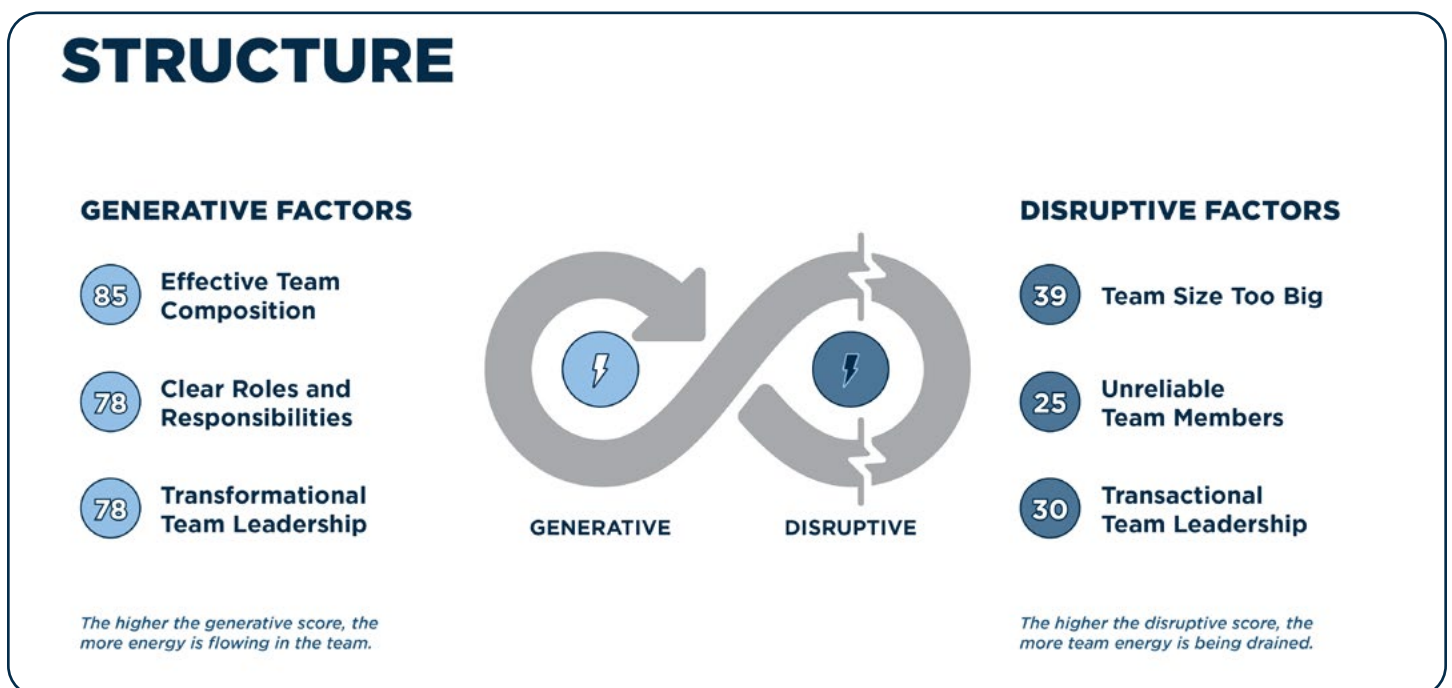 STRUCTURE
GENERATIVE FACTORS
85
Effective Team
Composition
78
Clear Roles and
Responsibilities
78
Transformational
Team Leadership
The higher the generative score, the
more energy is flowing in the team.
GENERATIVE
DISRUPTIVE
DISRUPTIVE FACTORS
39
Team Size Too Big
25
Unreliable
Team Members
30
Transactional
Team Leadership
The higher the disruptive score, the
more team energy is being drained.